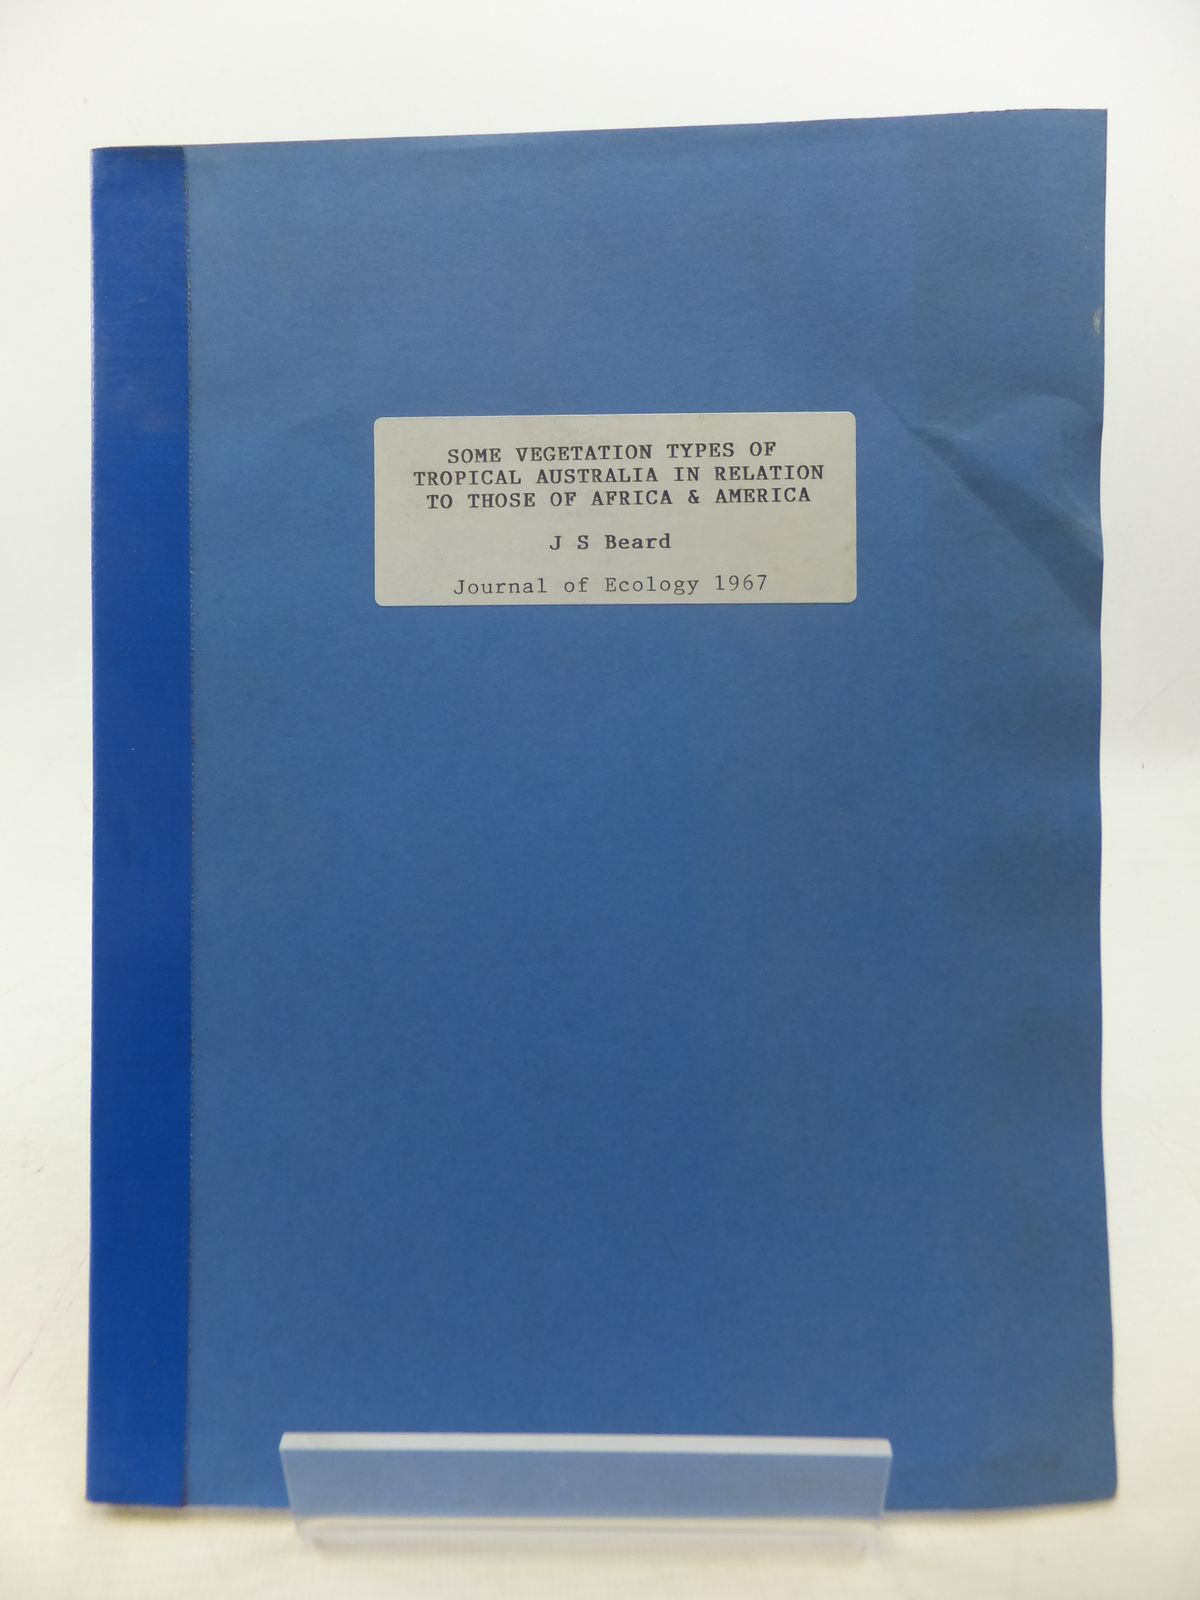 SOME VEGETATION TYPES OF
TROPICAL AUSTRALIA IN RELATION
TO THOSE OF AFRICA & AMERICA
J S Beard
Journal of Ecology 1967